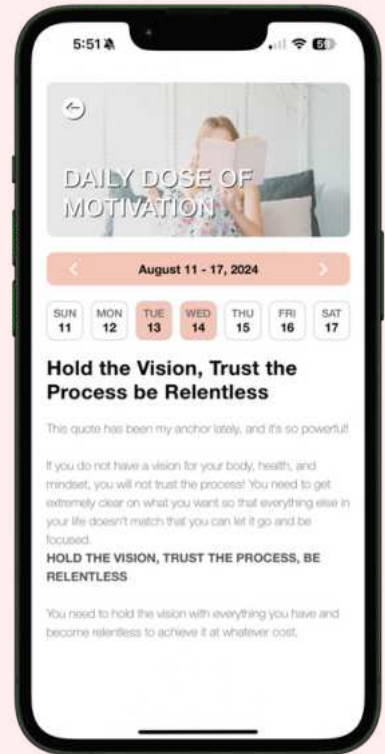 5:51
59
DAILY DOSE OF
MOTIVATION
August 11 - 17, 2024
SUN MON TUE WED THU FRI SAT
11 12 13 14 15 16 17
Hold the Vision, Trust the
Process be Relentless
This quote has been my anchor lately, and it's so powerful!
If you do not have a vision for your body, health, and
mindset, you will not trust the process! You need to get
extremely clear on what you want so that everything else in
your life doesn't match that you can let it go and be
focused.
HOLD THE VISION, TRUST THE PROCESS, BE
RELENTLESS
You need to hold the vision with everything you have and
become relentless to achieve it at whatever cost.